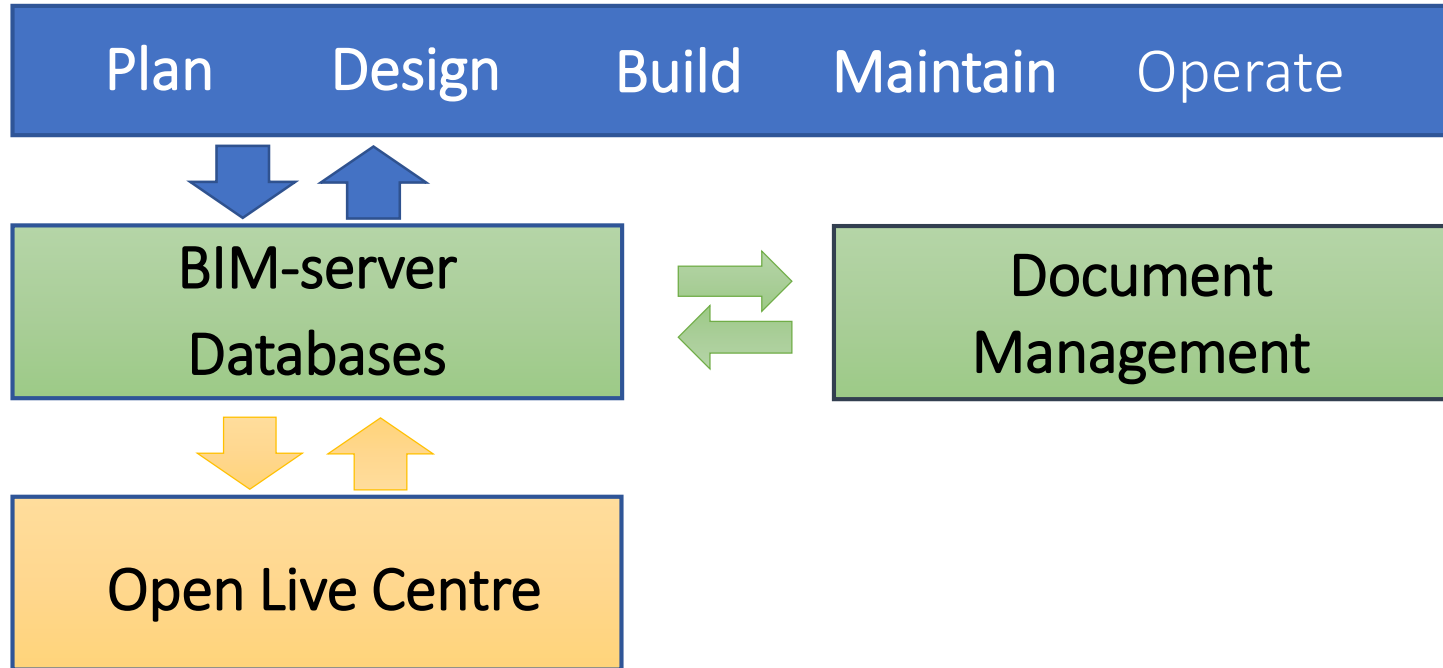 Plan Design Build Maintain Operate
BIM-server
Databases
Document
Management
Open Live Centre